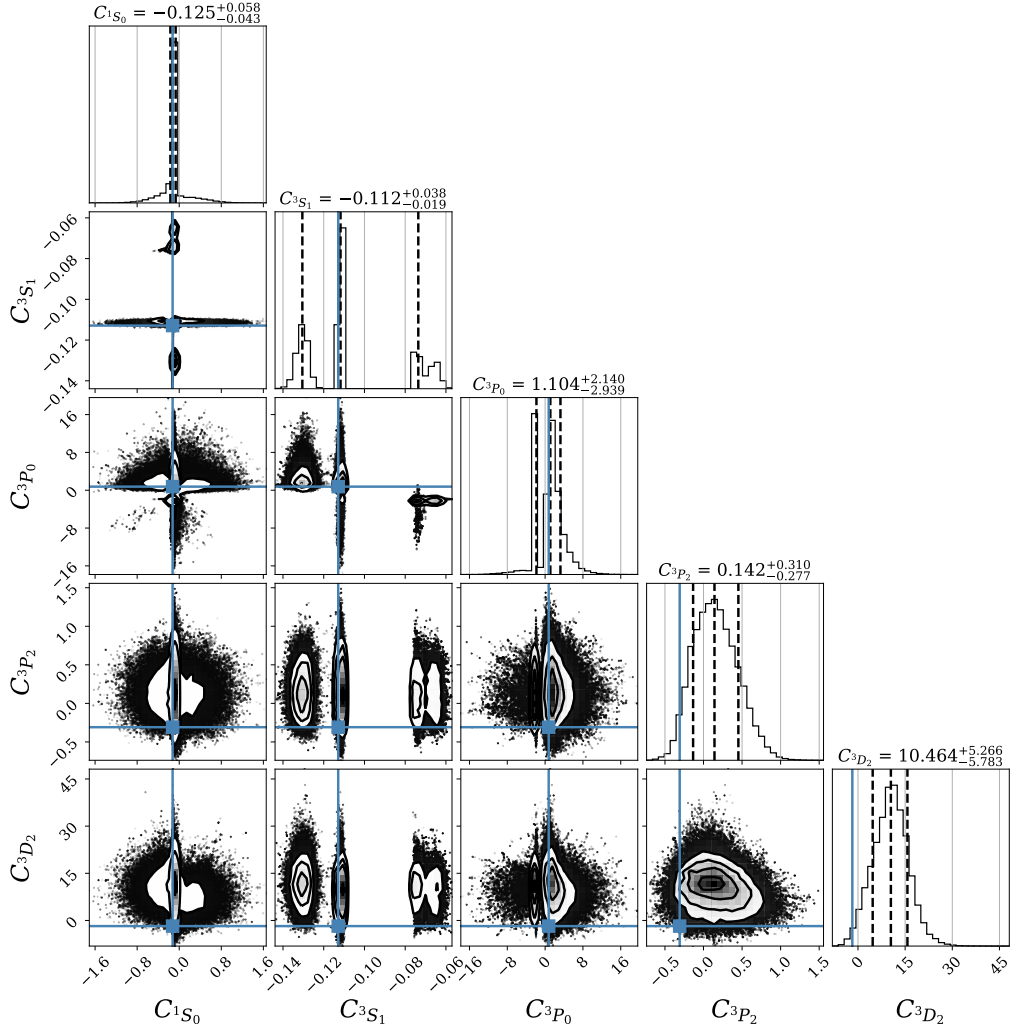 C¹S₀ = −0.125 +0.058 −0.043
−0.06
−0.08
−0.10
−0.12
−0.14
C³S₁
C³S₁ = −0.112 +0.038 −0.019
16
8
0
−8
−16
C³P₀
C³P₀ = 1.104 +2.140 −2.939
1.5
1.0
0.5
0.0
−0.5
C³P₂
C³P₂ = 0.142 +0.310 −0.277
45
30
15
0
C³D₂
C³D₂ = 10.464 +5.266 −5.783
−1.6 −0.8 0.0 0.8 1.6
−0.14 −0.12 −0.10 −0.08 −0.06
−16 −8 0 8 16
−0.5 0.0 0.5 1.0 1.5
0 15 30 45
C¹S₀ C³S₁ C³P₀ C³P₂ C³D₂